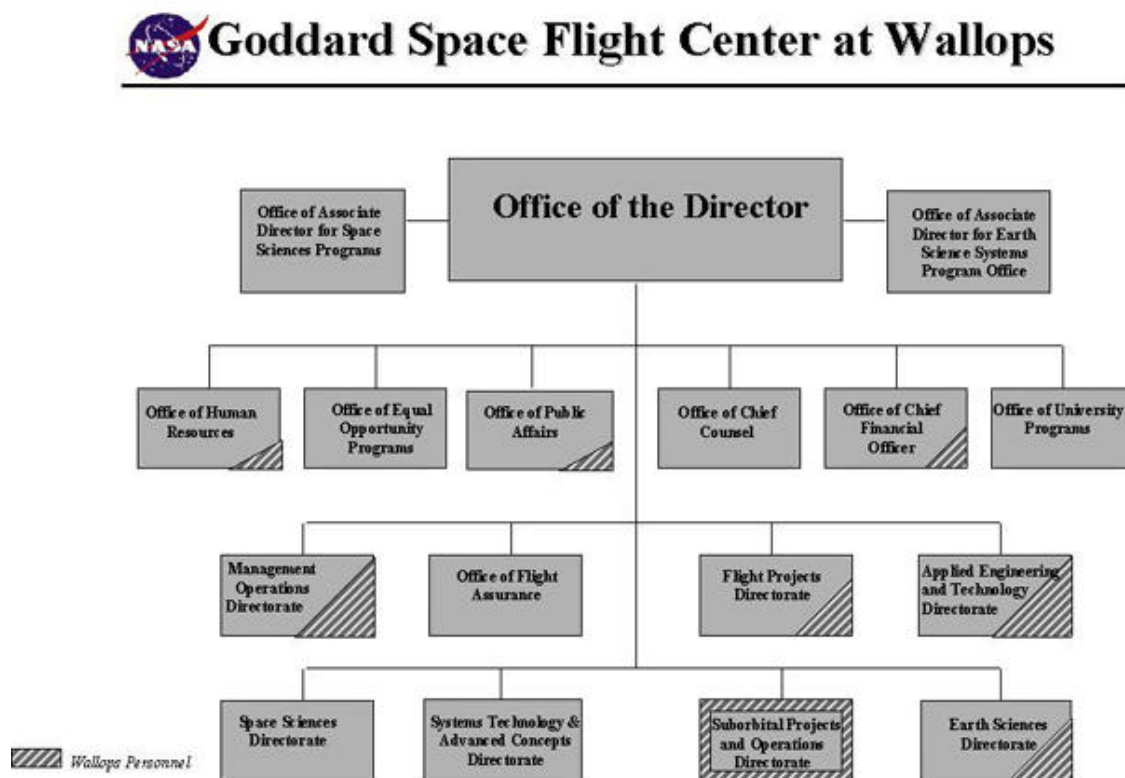 NASA
Goddard Space Flight Center at Wallops
Office of Associate
Director for Space
Sciences Programs
Office of the Director
Office of Associate
Director for Earth
Science Systems
Program Office
Office of Human
Resources
Office of Equal
Opportunity
Programs
Office of Public
Affairs
Office of Chief
Counsel
Office of Chief
Financial
Officer
Office of University
Programs
Management
Operations
Directorate
Office of Flight
Assurance
Flight Projects
Directorate
Applied Engineering
and Technology
Directorate
Space Sciences
Directorate
Systems Technology &
Advanced Concepts
Directorate
Suborbital Projects
and Operations
Directorate
Earth Sciences
Directorate
Wallops Personnel